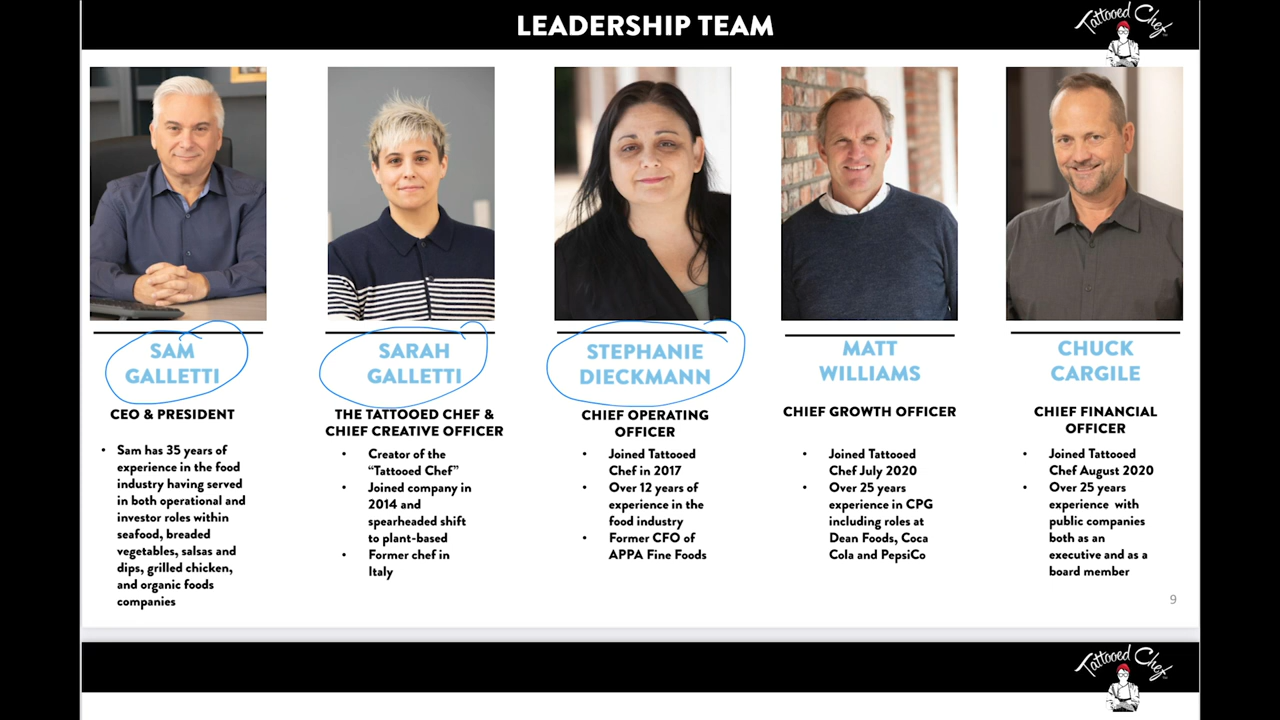 LEADERSHIP TEAM
Tattooed Chef
SAM
GALLETTI
CEO & PRESIDENT
• Sam has 35 years of
experience in the food
industry having served
in both operational and
investor roles within
seafood, breaded
vegetables, salsas and
dips, grilled chicken,
and organic foods
companies
SARAH
GALLETTI
THE TATTOOED CHEF &
CHIEF CREATIVE OFFICER
• Creator of the
“Tattooed Chef”
• Joined company in
2014 and
spearheaded shift
to plant-based
• Former chef in
Italy
STEPHANIE
DIECKMANN
CHIEF OPERATING
OFFICER
• Joined Tattooed
Chef in 2017
• Over 12 years of
experience in the
food industry
• Former CFO of
APPA Fine Foods
MATT
WILLIAMS
CHIEF GROWTH OFFICER
• Joined Tattooed
Chef July 2020
• Over 25 years
experience in CPG
including roles at
Dean Foods, Coca
Cola and PepsiCo
CHUCK
CARGILE
CHIEF FINANCIAL
OFFICER
• Joined Tattooed
Chef August 2020
• Over 25 years
experience with
public companies
both as an
executive and as a
board member
9
Tattooed Chef